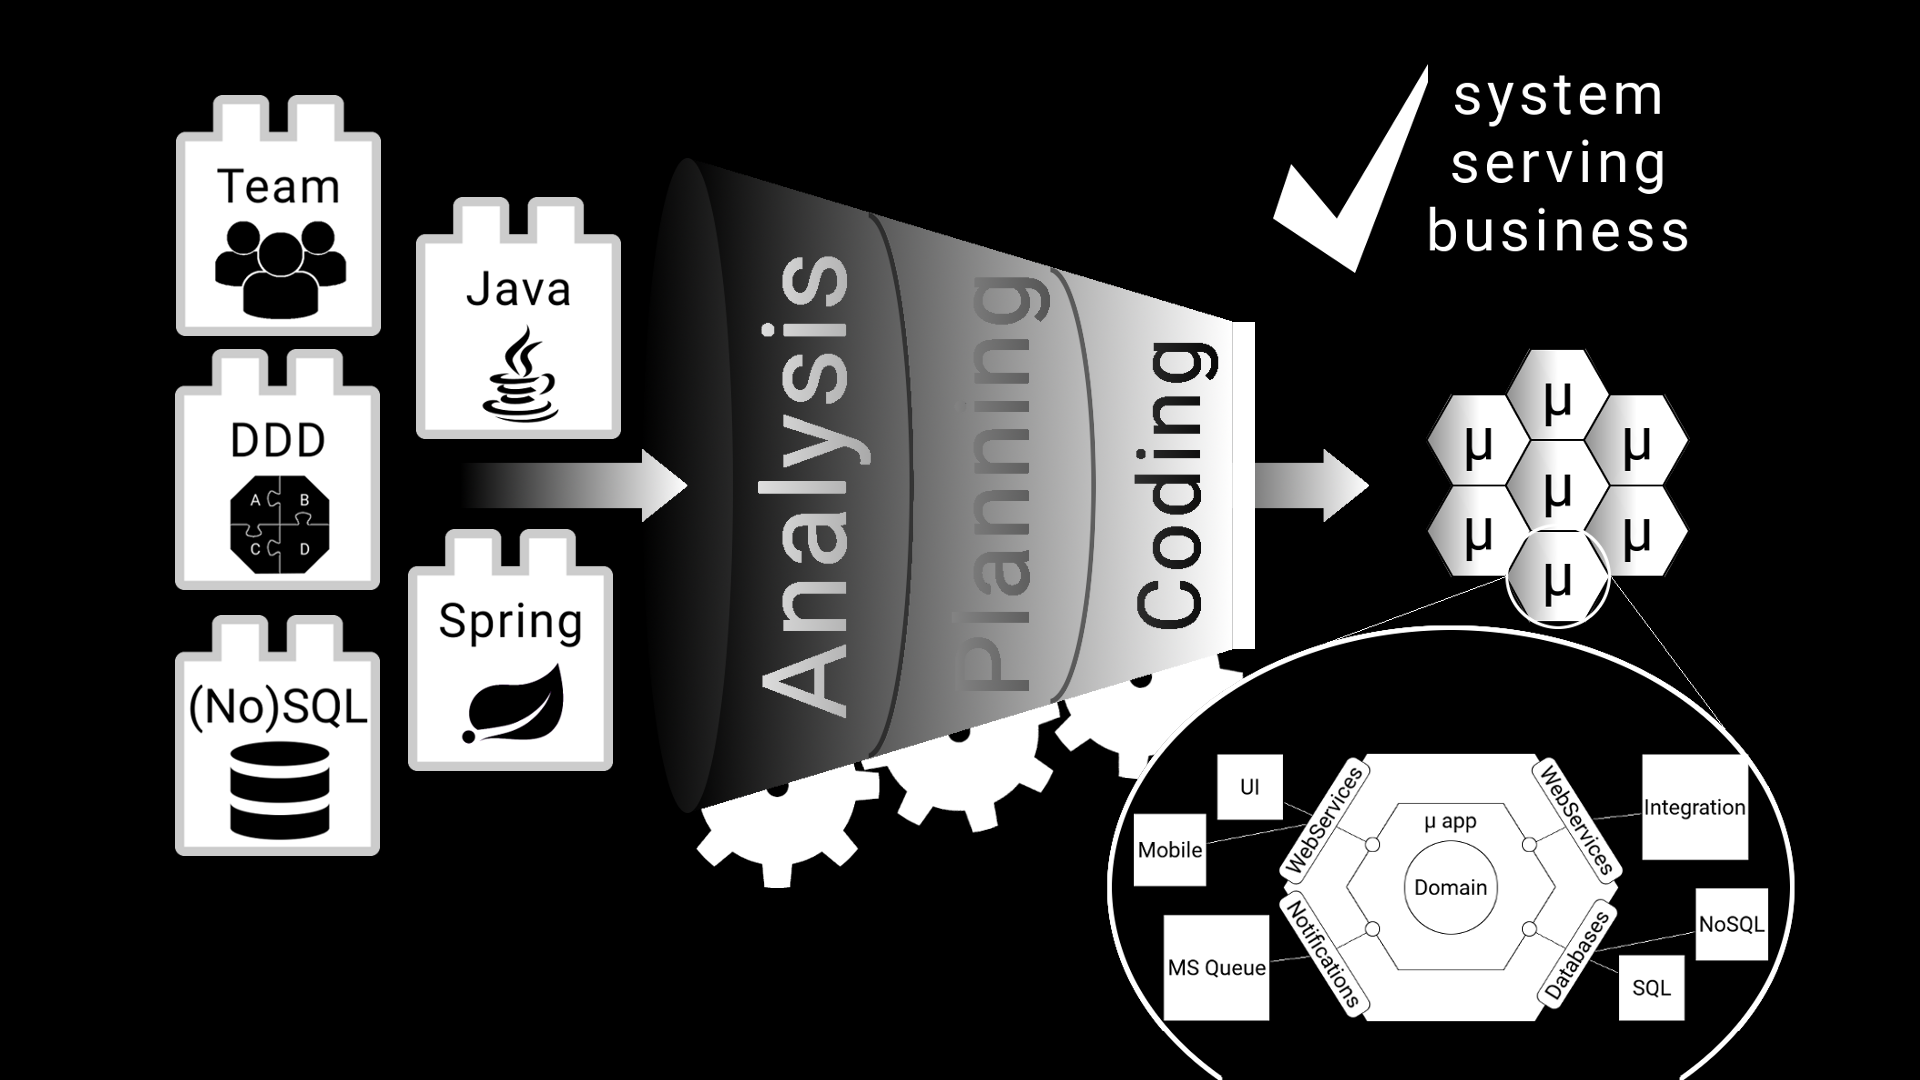 Team
Java
DDD
A B
C D
Spring
(No)SQL
Analysis
Planning
Coding
system
serving
business
µ
µ
µ
µ
µ
µ
µ
UI
Mobile
MS Queue
WebServices
Notifications
µ app
Domain
WebServices
Databases
Integration
NoSQL
SQL